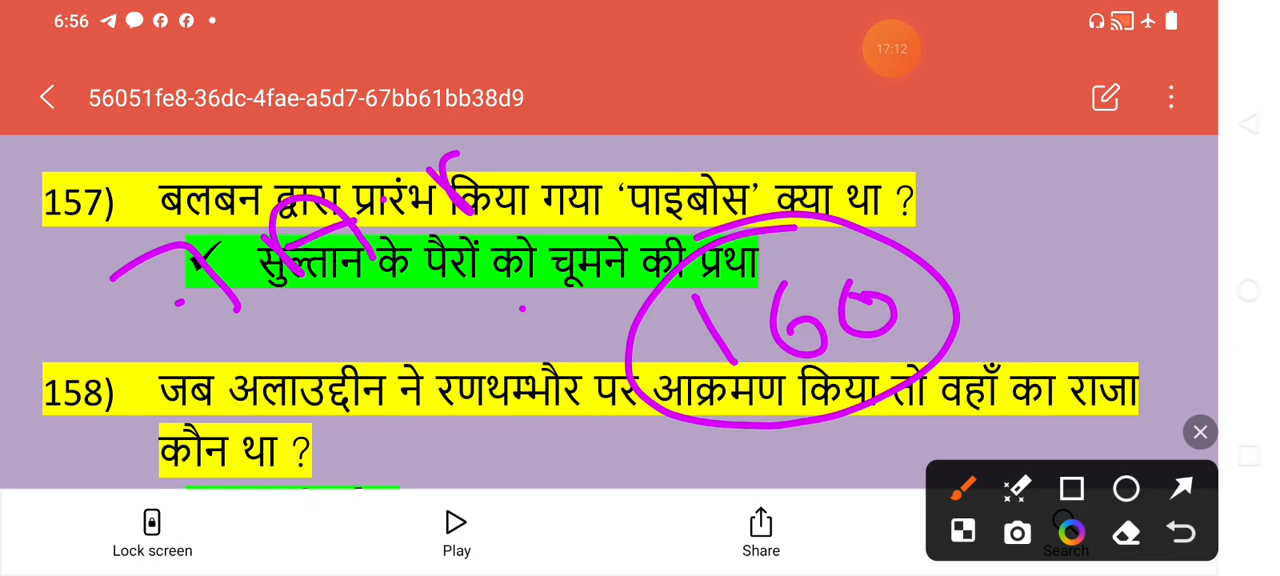 6:56
17:12
56051fe8-36dc-4fae-a5d7-67bb61bb38d9
157) बलबन द्वारा प्रारंभ किया गया ‘पाइबोस’ क्या था ?
✓ सुल्तान के पैरों को चूमने की प्रथा
160
158) जब अलाउद्दीन ने रणथम्भौर पर आक्रमण किया तो वहाँ का राजा
कौन था ?
Lock screen Play Share Search